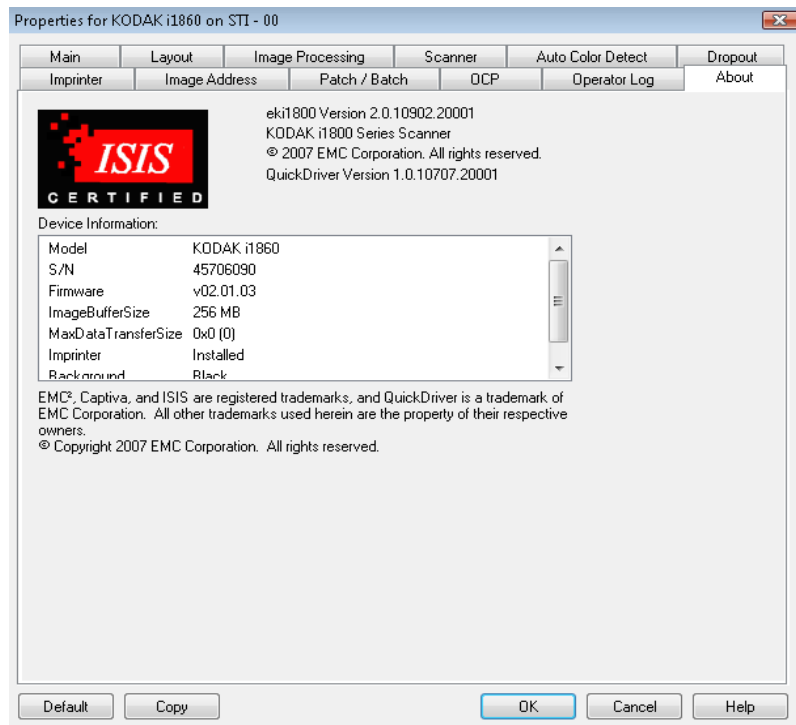 Properties for KODAK i1860 on STI - 00
Main Layout Image Processing Scanner Auto Color Detect Dropout
Imprinter Image Address Patch / Batch OCP Operator Log About
ISIS
CERTIFIED
eki1800 Version 2.0.10902.20001
KODAK i1800 Series Scanner
© 2007 EMC Corporation. All rights reserved.
QuickDriver Version 1.0.10707.20001
Device Information:
Model KODAK i1860
S/N 45706090
Firmware v02.01.03
ImageBufferSize 256 MB
MaxDataTransferSize 0x0 (0)
Imprinter Installed
Background Black
EMC², Captiva, and ISIS are registered trademarks, and QuickDriver is a trademark of
EMC Corporation. All other trademarks used herein are the property of their respective
owners.
© Copyright 2007 EMC Corporation. All rights reserved.
Default Copy OK Cancel Help